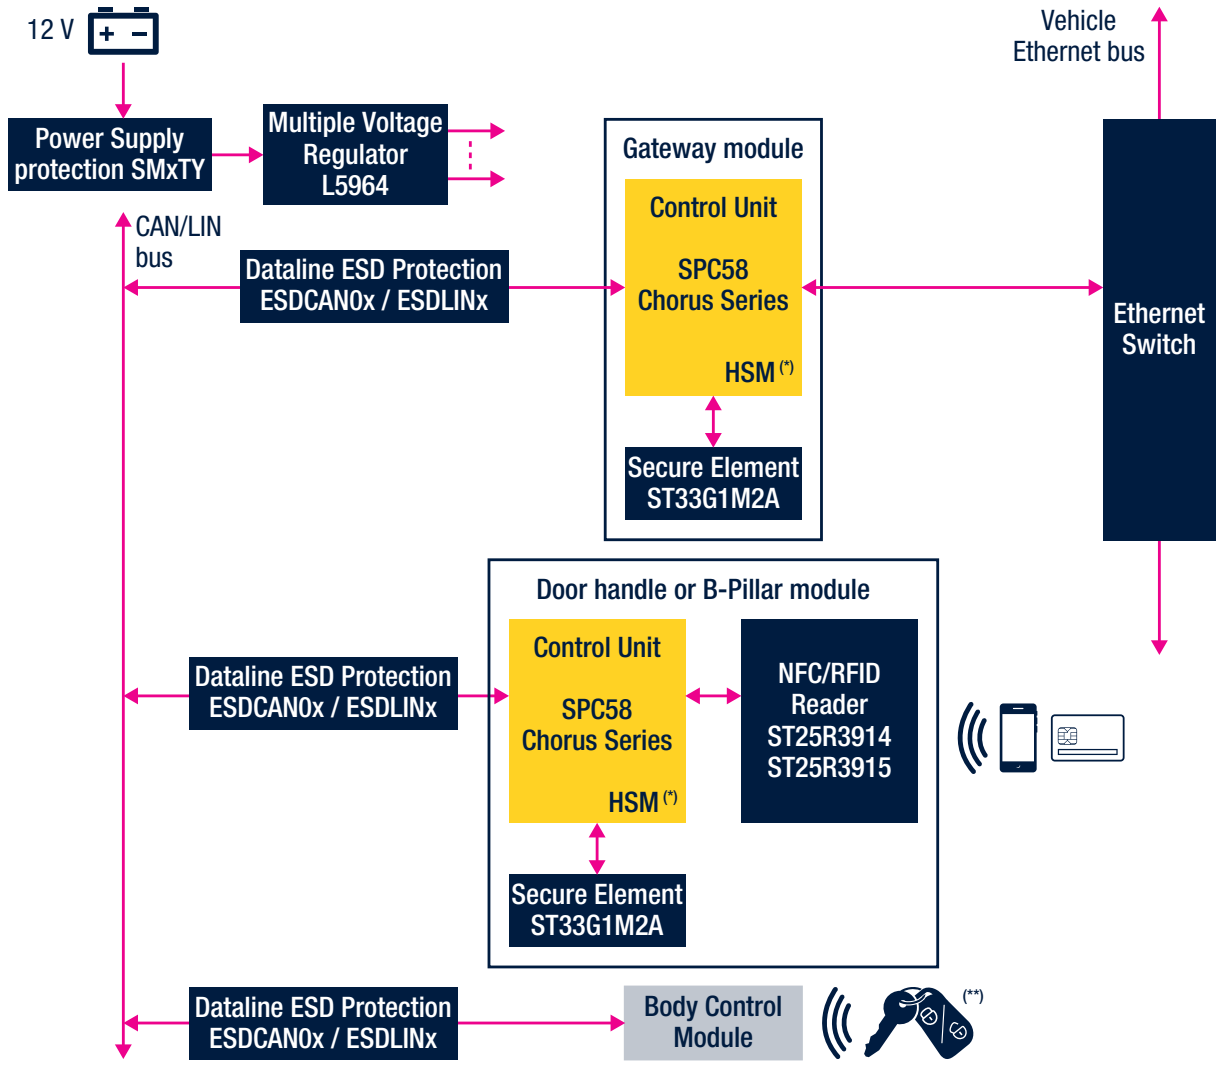 12 V
+ −
Vehicle
Ethernet bus
Power Supply
protection SMxTY
Multiple Voltage
Regulator
L5964
CAN/LIN
bus
Dataline ESD Protection
ESDCAN0x / ESDLINx
Gateway module
Control Unit
SPC58
Chorus Series
HSM (*)
Secure Element
ST33G1M2A
Ethernet
Switch
Door handle or B-Pillar module
Dataline ESD Protection
ESDCAN0x / ESDLINx
Control Unit
SPC58
Chorus Series
HSM (*)
NFC/RFID
Reader
ST25R3914
ST25R3915
Secure Element
ST33G1M2A
Dataline ESD Protection
ESDCAN0x / ESDLINx
Body Control
Module
(**)